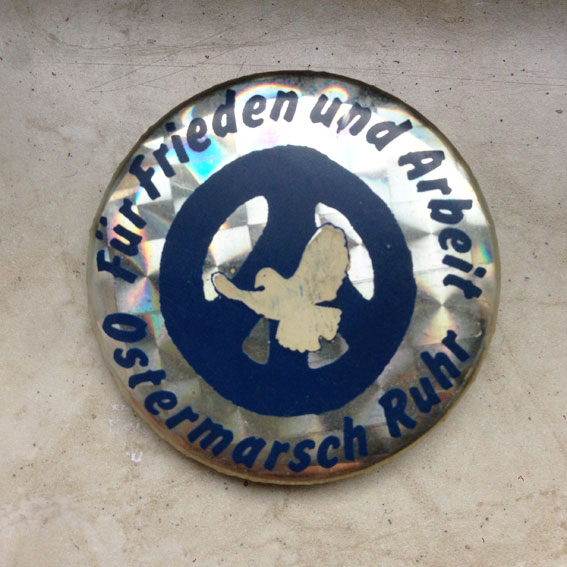 für Frieden und Arbeit
Ostermarsch Ruhr